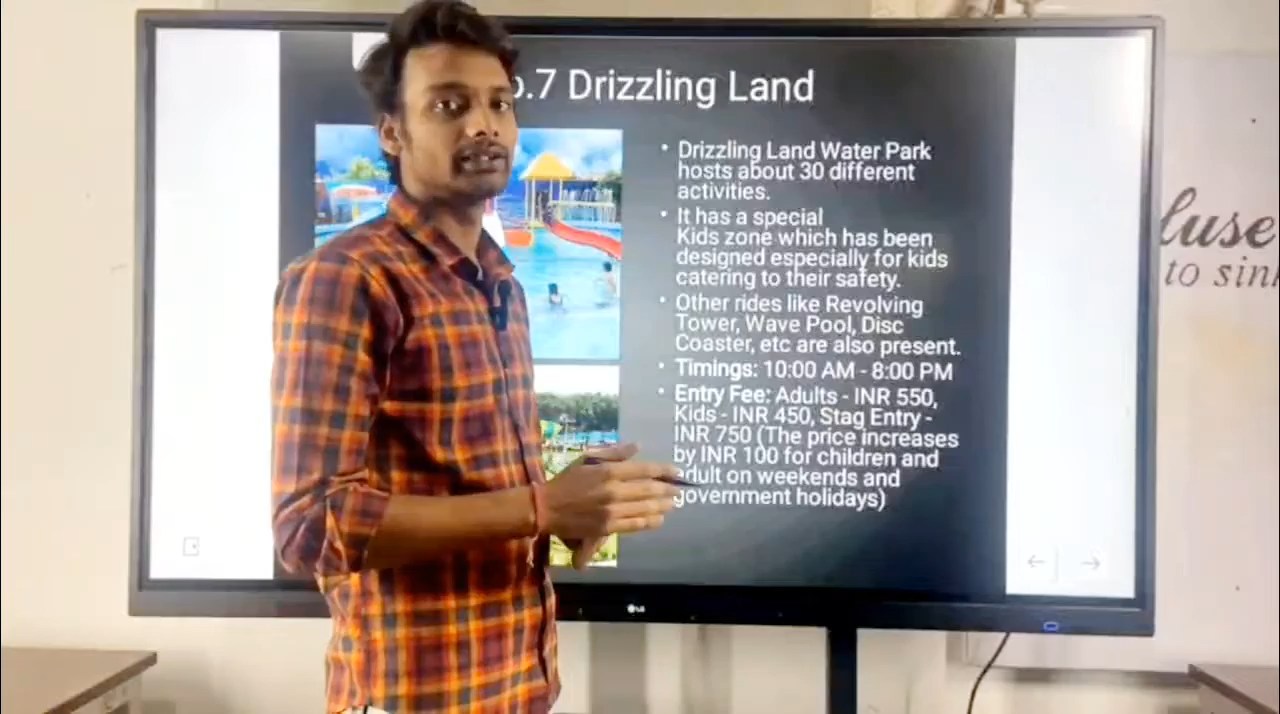 .7 Drizzling Land
• Drizzling Land Water Park
hosts about 30 different
activities.
• It has a special
Kids zone which has been
designed especially for kids
catering to their safety.
• Other rides like Revolving
Tower, Wave Pool, Disc
Coaster, etc are also present.
• Timings: 10:00 AM - 8:00 PM
• Entry Fee: Adults - INR 550,
Kids - INR 450, Stag Entry -
INR 750 (The price increases
by INR 100 for children and
adult on weekends and
government holidays)
LG
to